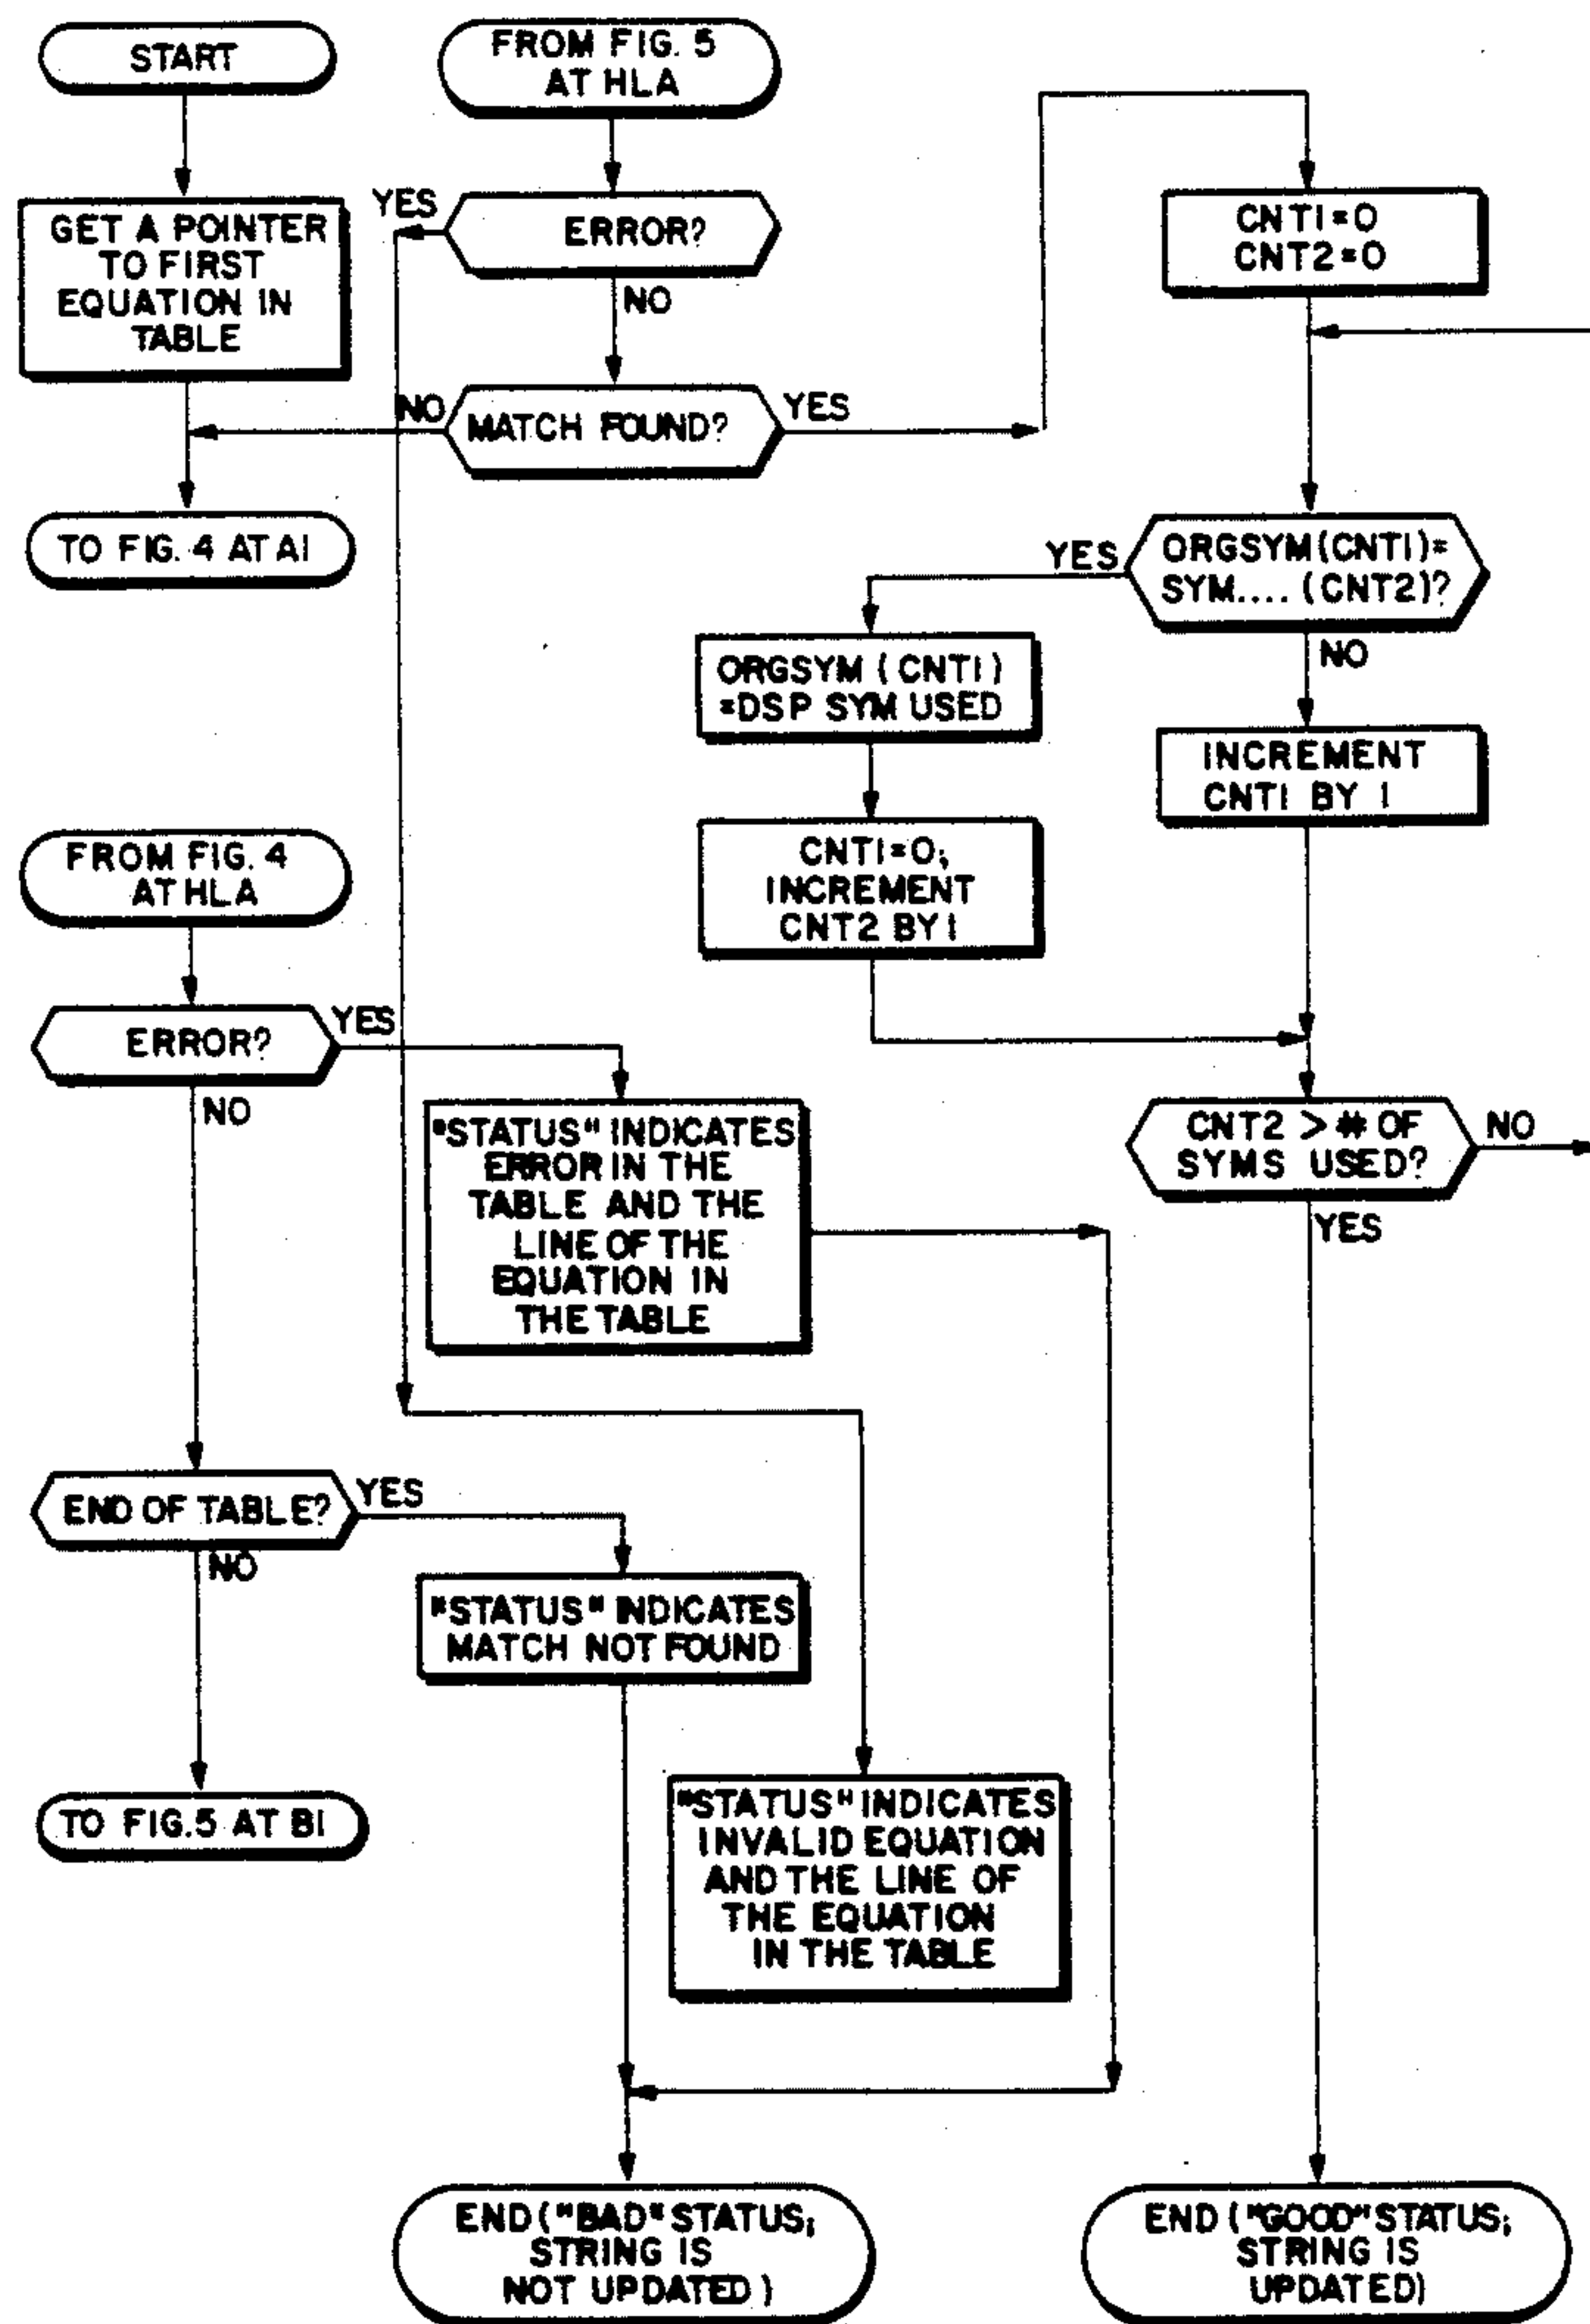 START
GET A POINTER
TO FIRST
EQUATION IN
TABLE
TO FIG. 4 AT A1
FROM FIG. 5
AT HLA
ERROR?
YES
NO
MATCH FOUND?
NO
YES
CNT1=0
CNT2=0
ORGSYM(CNT1)=
SYM.... (CNT2)?
YES
NO
ORGSYM (CNT1)
=DSP SYM USED
CNT1=0;
INCREMENT
CNT2 BY 1
INCREMENT
CNT1 BY 1
CNT2 > # OF
SYMS USED?
NO
YES
FROM FIG. 4
AT HLA
ERROR?
YES
NO
"STATUS" INDICATES
ERROR IN THE
TABLE AND THE
LINE OF THE
EQUATION IN
THE TABLE
END OF TABLE?
YES
NO
"STATUS" INDICATES
MATCH NOT FOUND
TO FIG.5 AT B1
"STATUS" INDICATES
INVALID EQUATION
AND THE LINE OF
THE EQUATION
IN THE TABLE
END ("BAD" STATUS;
STRING IS
NOT UPDATED)
END ("GOOD" STATUS;
STRING IS
UPDATED)